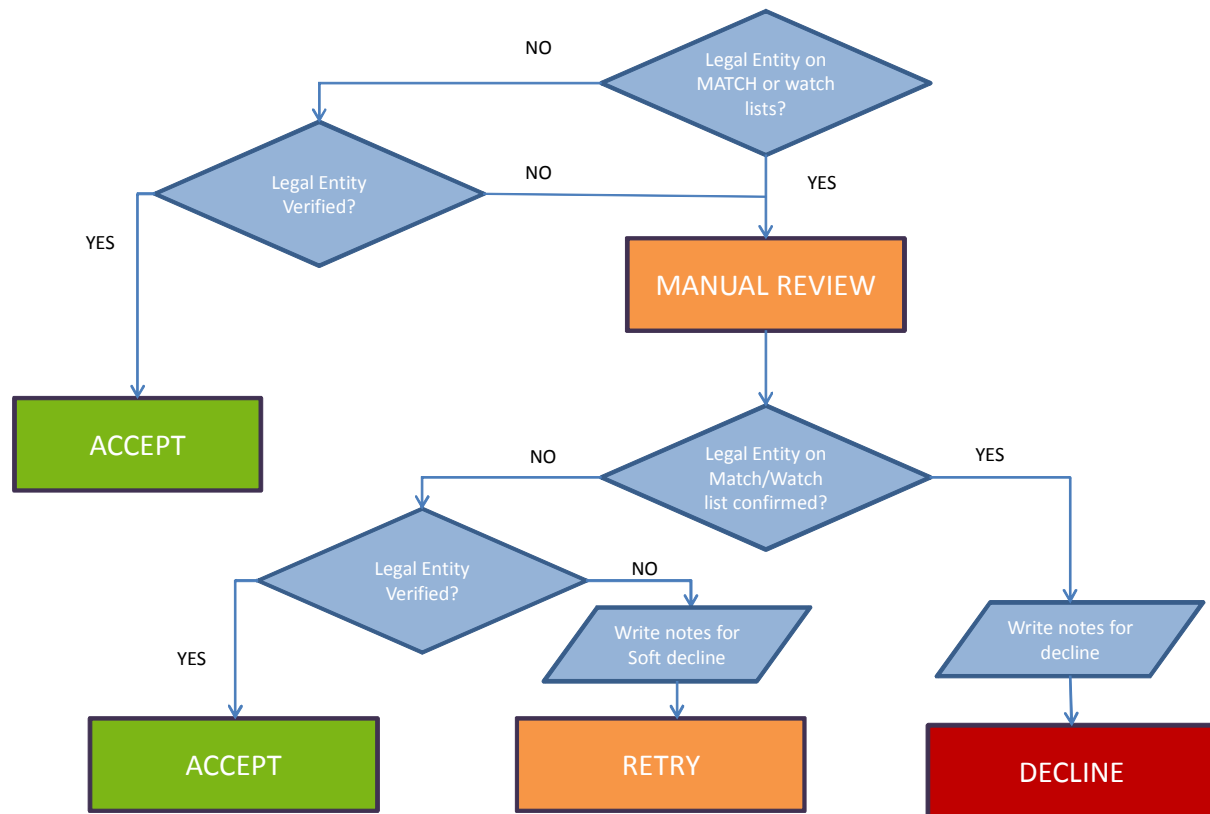 NO
Legal Entity on
MATCH or watch
lists?
Legal Entity
Verified?
NO
YES
YES
MANUAL REVIEW
ACCEPT
NO
Legal Entity on
Match/Watch
list confirmed?
YES
Legal Entity
Verified?
NO
Write notes for
Soft decline
Write notes for
decline
YES
ACCEPT
RETRY
DECLINE